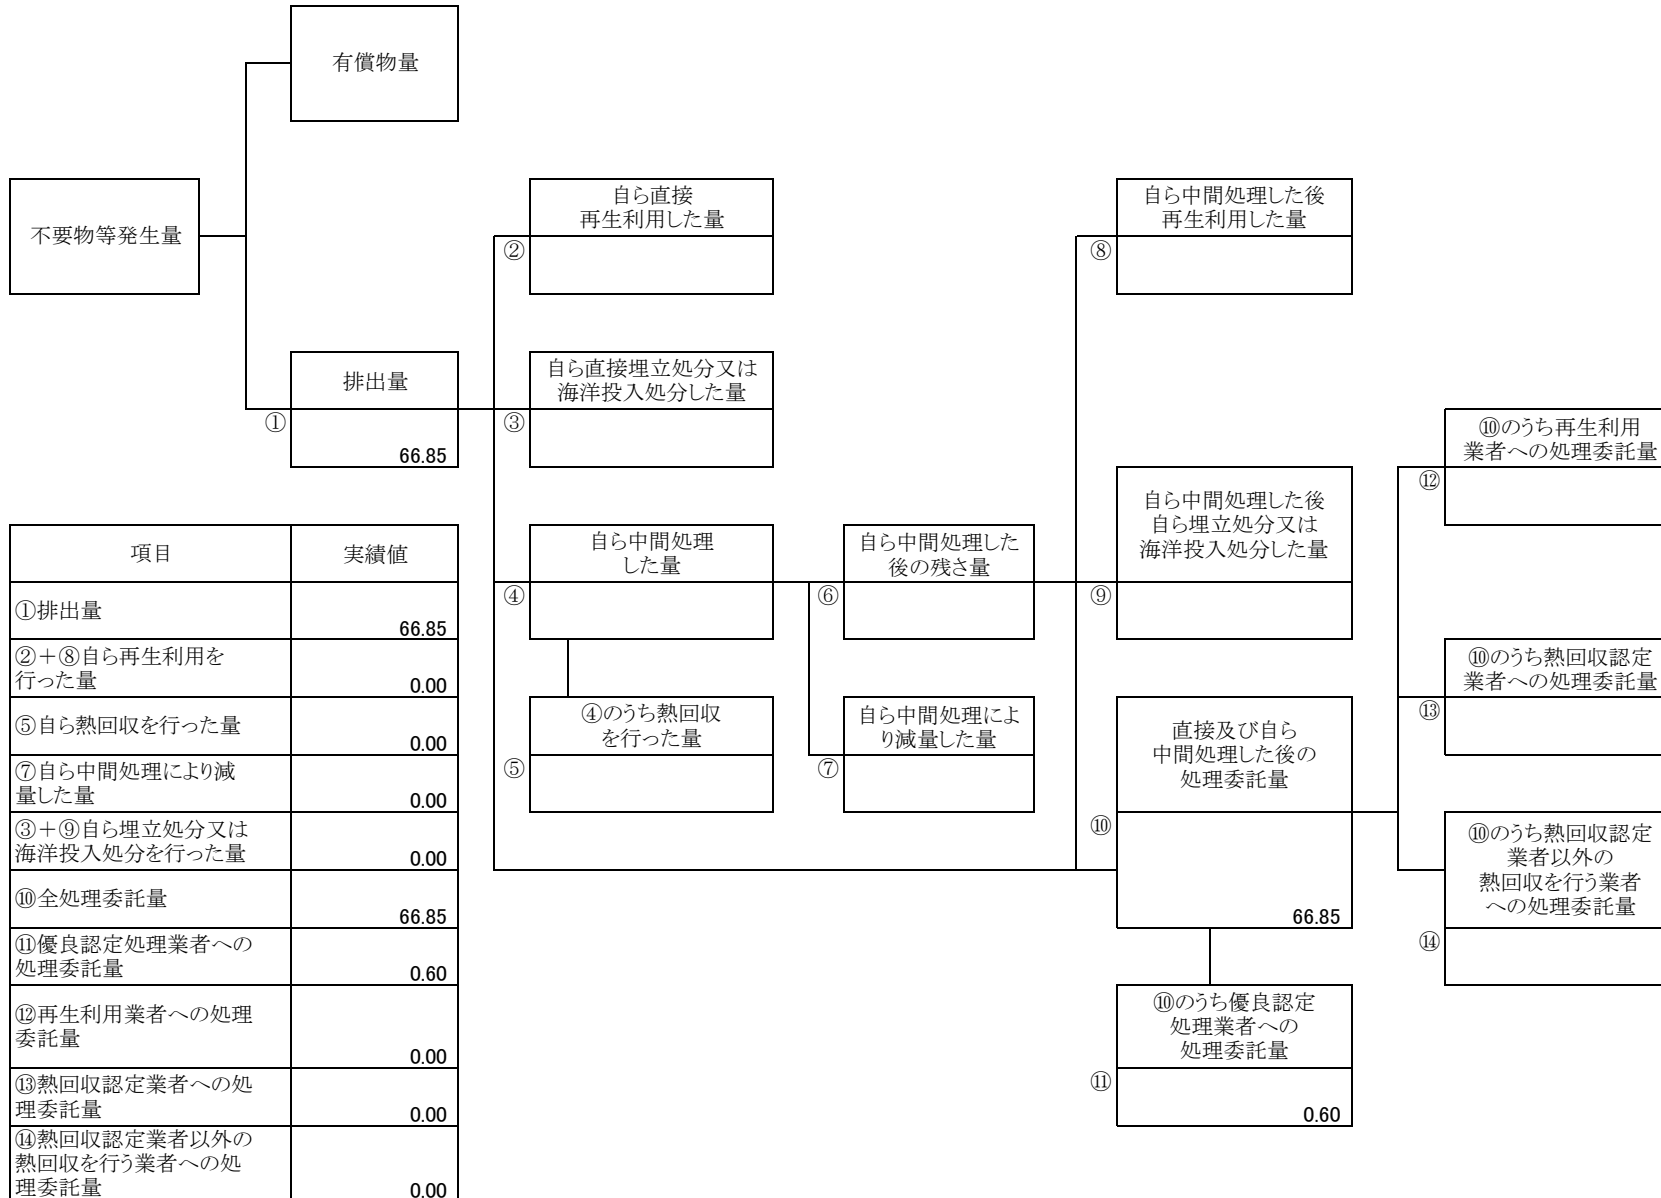 有償物量
不要物等発生量
自ら直接
再生利用した量
②
自ら中間処理した後
再生利用した量
⑧
排出量
①
66.85
自ら直接埋立処分又は
海洋投入処分した量
③
⑩のうち再生利用
業者への処理委託量
⑫
自ら中間処理
した量
④
自ら中間処理した
後の残さ量
⑥
自ら中間処理した後
自ら埋立処分又は
海洋投入処分した量
⑨
⑩のうち熱回収認定
業者への処理委託量
⑬
④のうち熱回収
を行った量
⑤
自ら中間処理によ
り減量した量
⑦
直接及び自ら
中間処理した後の
処理委託量
⑩
66.85
⑩のうち熱回収認定
業者以外の
熱回収を行う業者
への処理委託量
⑭
⑩のうち優良認定
処理業者への
処理委託量
⑪
0.60
項目 実績値
①排出量
66.85
②＋⑧自ら再生利用を
行った量
0.00
⑤自ら熱回収を行った量
0.00
⑦自ら中間処理により減
量した量
0.00
③＋⑨自ら埋立処分又は
海洋投入処分を行った量
0.00
⑩全処理委託量
66.85
⑪優良認定処理業者への
処理委託量
0.60
⑫再生利用業者への処理
委託量
0.00
⑬熱回収認定業者への処
理委託量
0.00
⑭熱回収認定業者以外の
熱回収を行う業者への処
理委託量
0.00